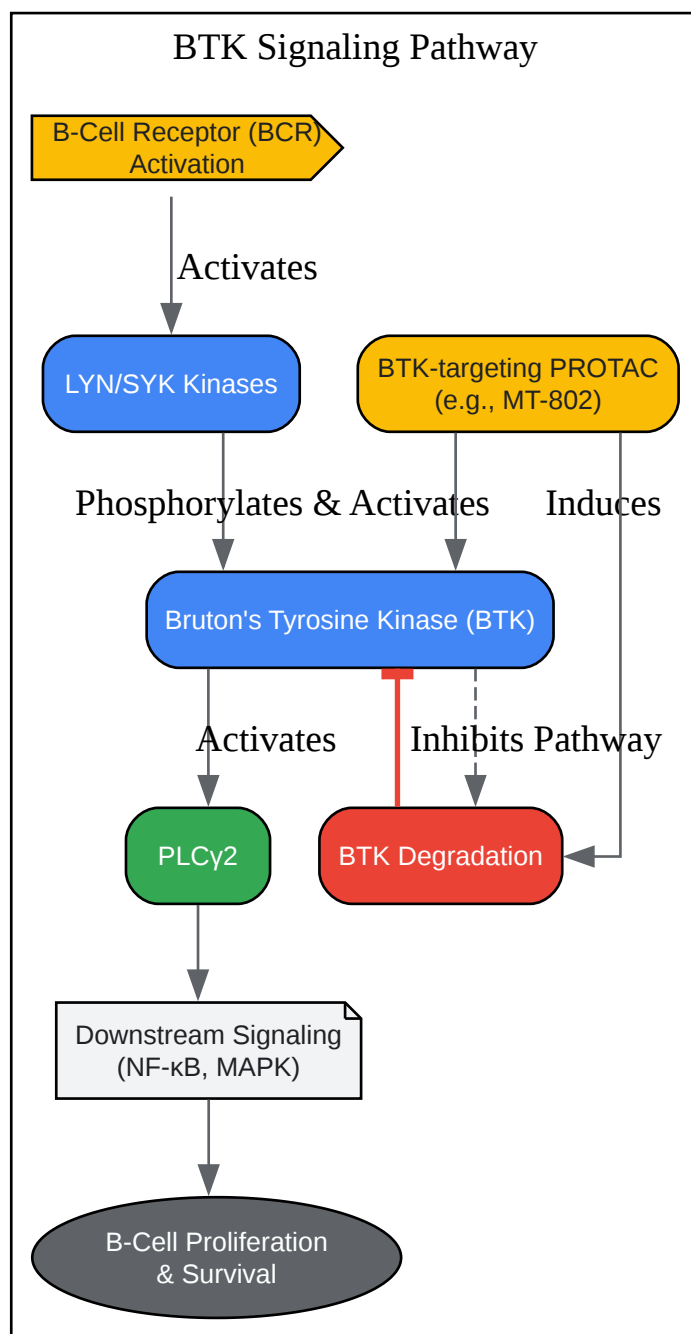 BTK Signaling Pathway
B-Cell Receptor (BCR)
Activation
Activates
LYN/SYK Kinases
BTK-targeting PROTAC
(e.g., MT-802)
Phosphorylates & Activates
Induces
Bruton's Tyrosine Kinase (BTK)
Activates
Inhibits Pathway
PLCγ2
BTK Degradation
Downstream Signaling
(NF-κB, MAPK)
B-Cell Proliferation
& Survival